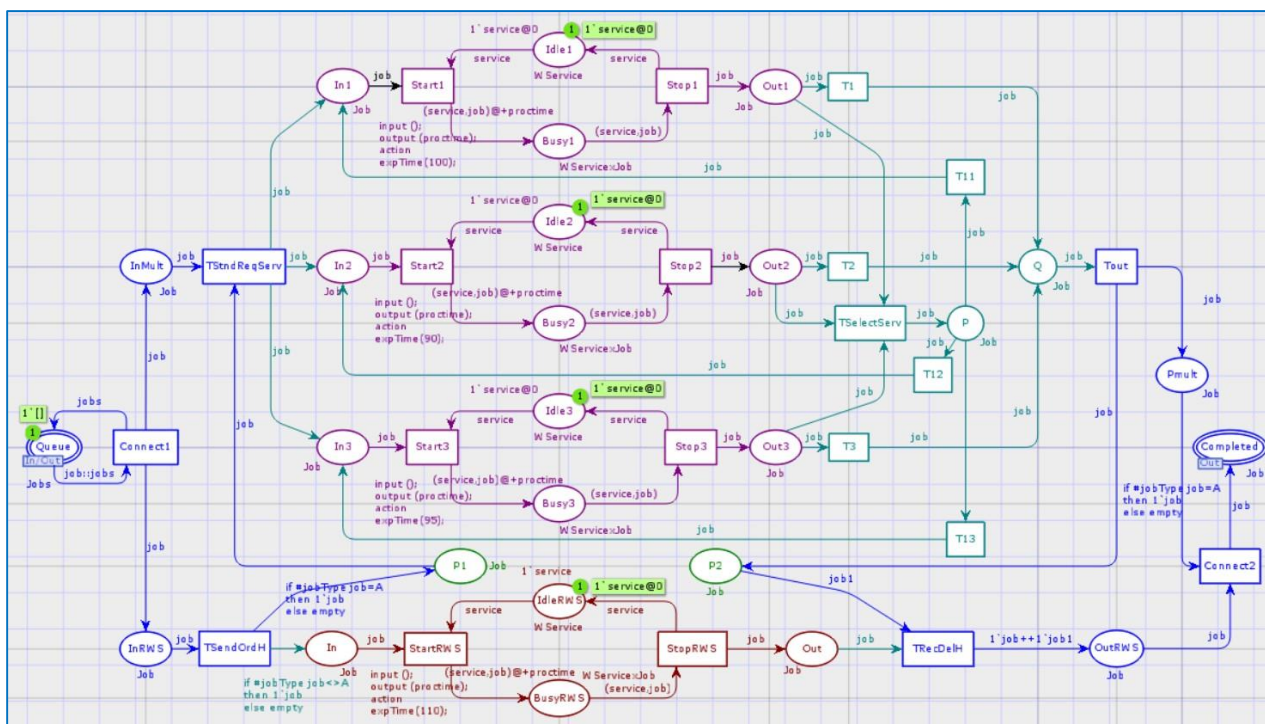 1`service@0
1
1`service@0
Idle1
service
service
W Service
In1
job
Start1
Stop1
job
Out1
job
T1
Job
Job
(service,job)@+proctime
input ();
output (proctime);
action
expTime(100);
Busy1
(service,job)
W Service×Job
job
job
T11
job
1`service@0
1
1`service@0
Idle2
service
service
W Service
job
InMult
job
TStndReqServ
job
In2
job
Start2
Stop2
job
Out2
job
T2
Q
job
Tout
Job
Job
Job
Job
job
(service,job)@+proctime
input ();
output (proctime);
action
expTime(90);
Busy2
(service,job)
W Service×Job
job
TSelectServ
job
P
Job
job
job
T12
job
job
Pmult
Job
job
job
1`service@0
1
1`service@0
Idle3
service
service
W Service
job
1`[]
1
jobs
Queue
In/Out
Jobs
job::jobs
Connect1
In3
job
Start3
Stop3
job
Out3
job
T3
Job
Job
Completed
Out
Job
(service,job)@+proctime
input ();
output (proctime);
action
expTime(95);
Busy3
(service,job)
W Service×Job
job
T13
if #jobType job=A
then 1`job
else empty
job
job
P1
Job
P2
Job
job1
Connect2
if #jobType job=A
then 1`job
else empty
1`service
1
1`service@0
IdleRWS
service
service
W Service
InRWS
job
TSendOrdH
In
job
StartRWS
StopRWS
job
Out
job
TRecDelH
1`job++1`job1
OutRWS
job
Job
Job
Job
Job
if #jobType job<>A
then 1`job
else empty
(service,job)@+proctime
input ();
output (proctime);
action
expTime(110);
BusyRWS
W Service×Job
(service,job)